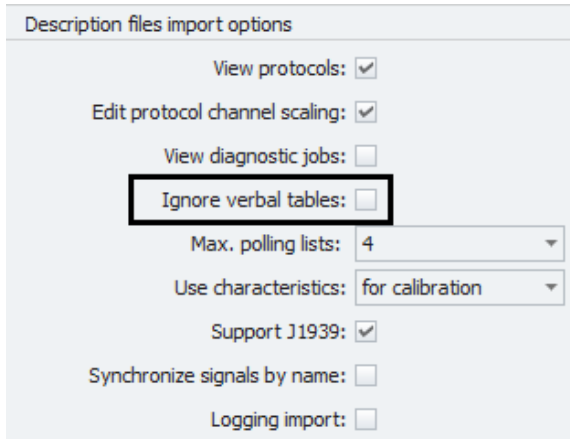 Description files import options
View protocols:
Edit protocol channel scaling:
View diagnostic jobs:
Ignore verbal tables:
Max. polling lists: 4
Use characteristics: for calibration
Support J1939:
Synchronize signals by name:
Logging import: